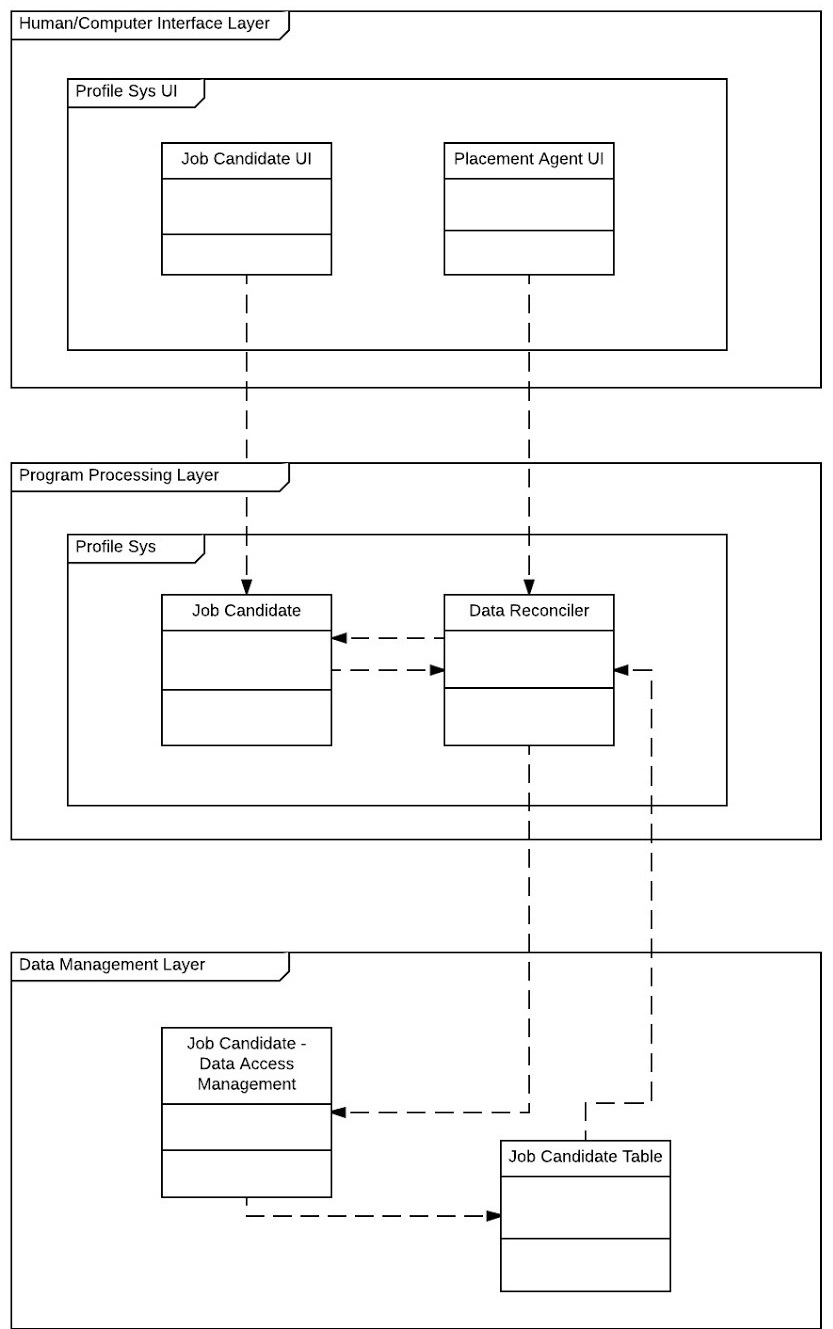 Human/Computer Interface Layer
Profile Sys UI
Job Candidate UI
Placement Agent UI
Program Processing Layer
Profile Sys
Job Candidate
Data Reconciler
Data Management Layer
Job Candidate -
Data Access
Management
Job Candidate Table